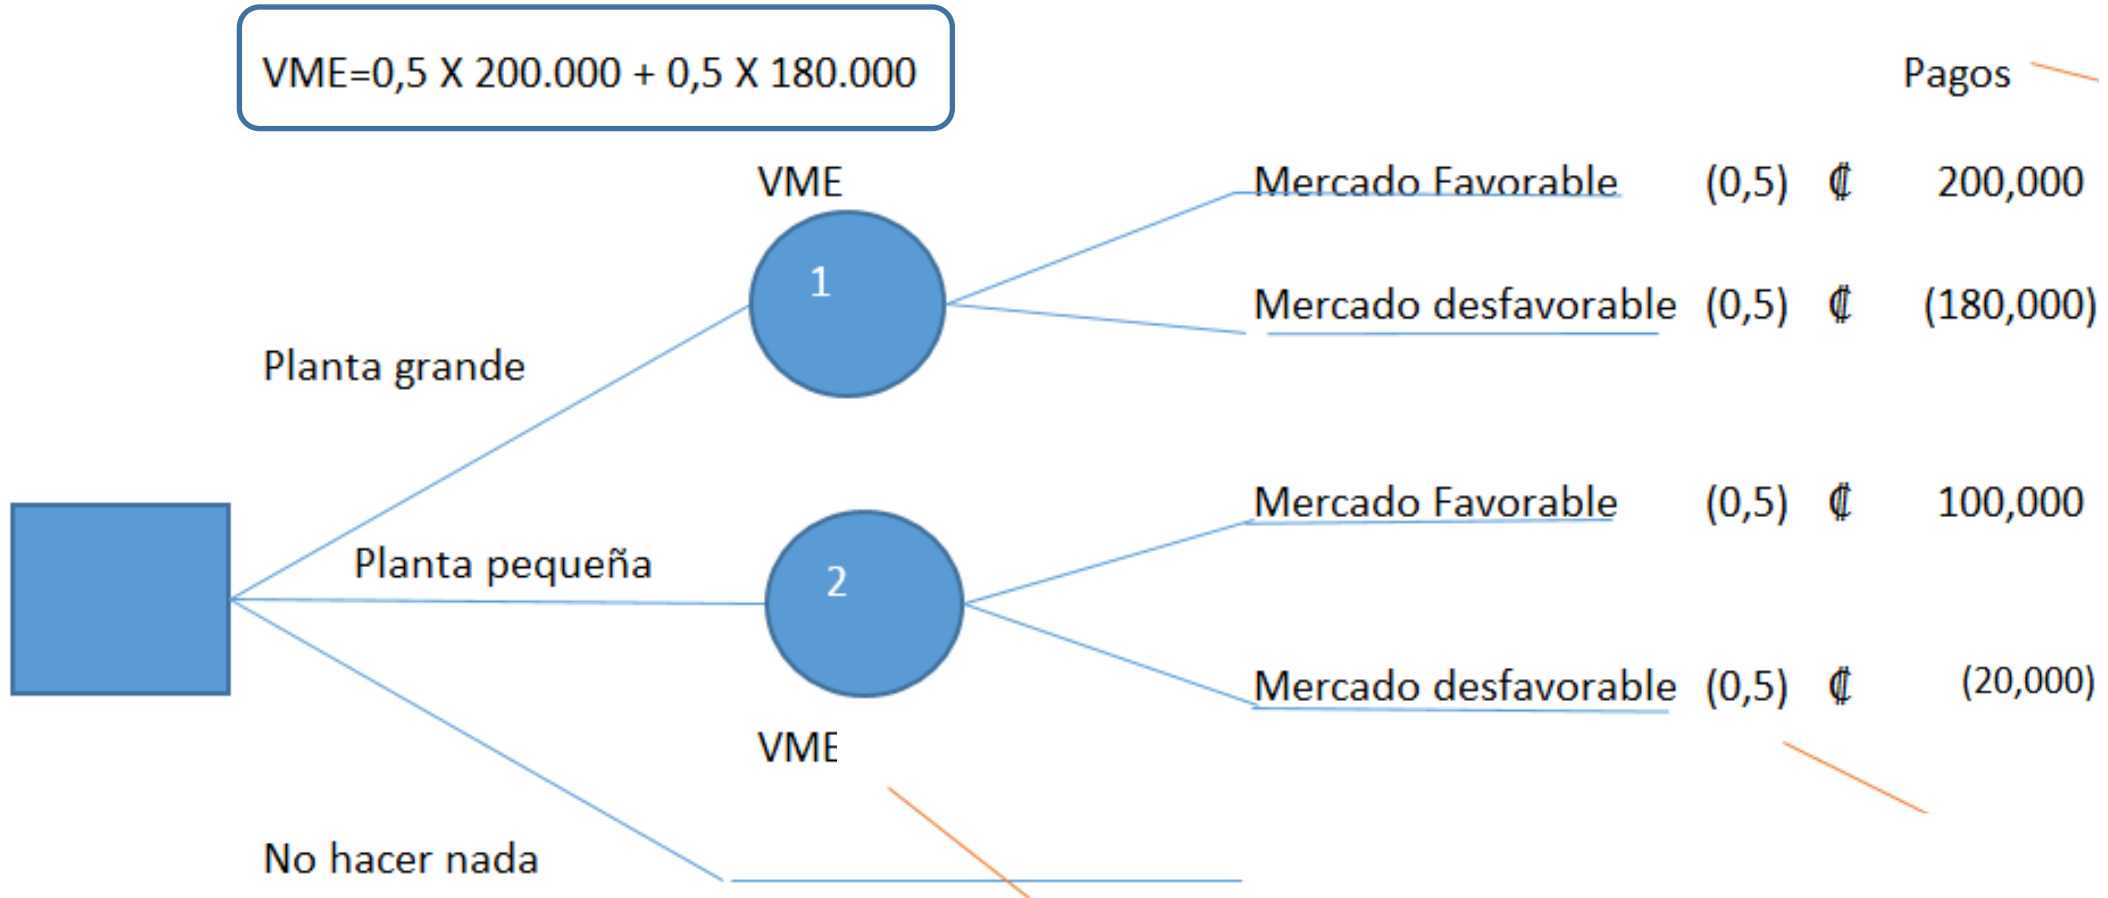 VME=0,5 X 200.000 + 0,5 X 180.000
Pagos
VME
Mercado Favorable (0,5) ₡ 200,000
1
Mercado desfavorable (0,5) ₡ (180,000)
Planta grande
Mercado Favorable (0,5) ₡ 100,000
Planta pequeña
2
Mercado desfavorable (0,5) ₡ (20,000)
VME
No hacer nada